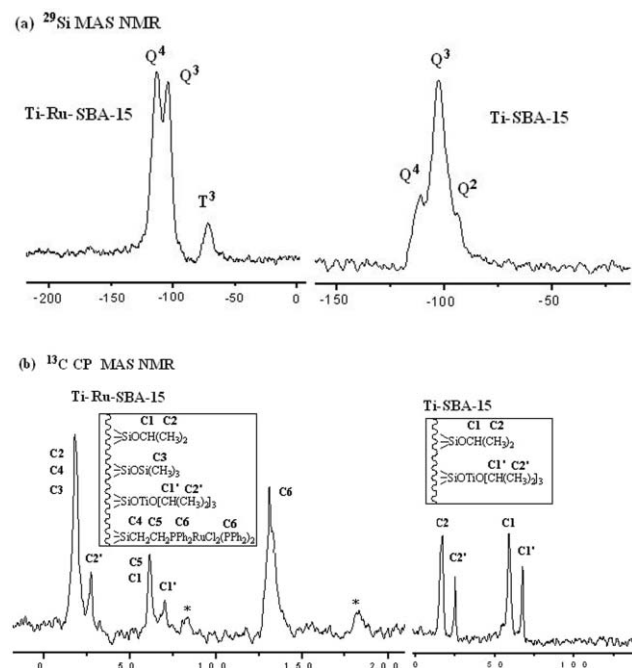 (a) ²⁹Si MAS NMR
Q⁴
Q³
Ti-Ru-SBA-15
T³
-200 -150 -100 -50 0
Q³
Ti-SBA-15
Q⁴
Q²
-150 -100 -50
(b) ¹³C CP MAS NMR
Ti-Ru-SBA-15
C1 C2
SiOCH(CH₃)₂
C3
SiOSi(CH₃)₃
C1' C2'
SiOTiO[CH(CH₃)₂]₃
C4 C5 C6 C6
SiCH₂CH₂PPh₂RuCl₂(PPh₂)₂
C2
C4
C3
C2'
C5
C1
C1'
*
C6
*
0 50 100 150 200
Ti-SBA-15
C1 C2
SiOCH(CH₃)₂
C1' C2'
SiOTiO[CH(CH₃)₂]₃
C2
C2'
C1
C1'
0 50 100